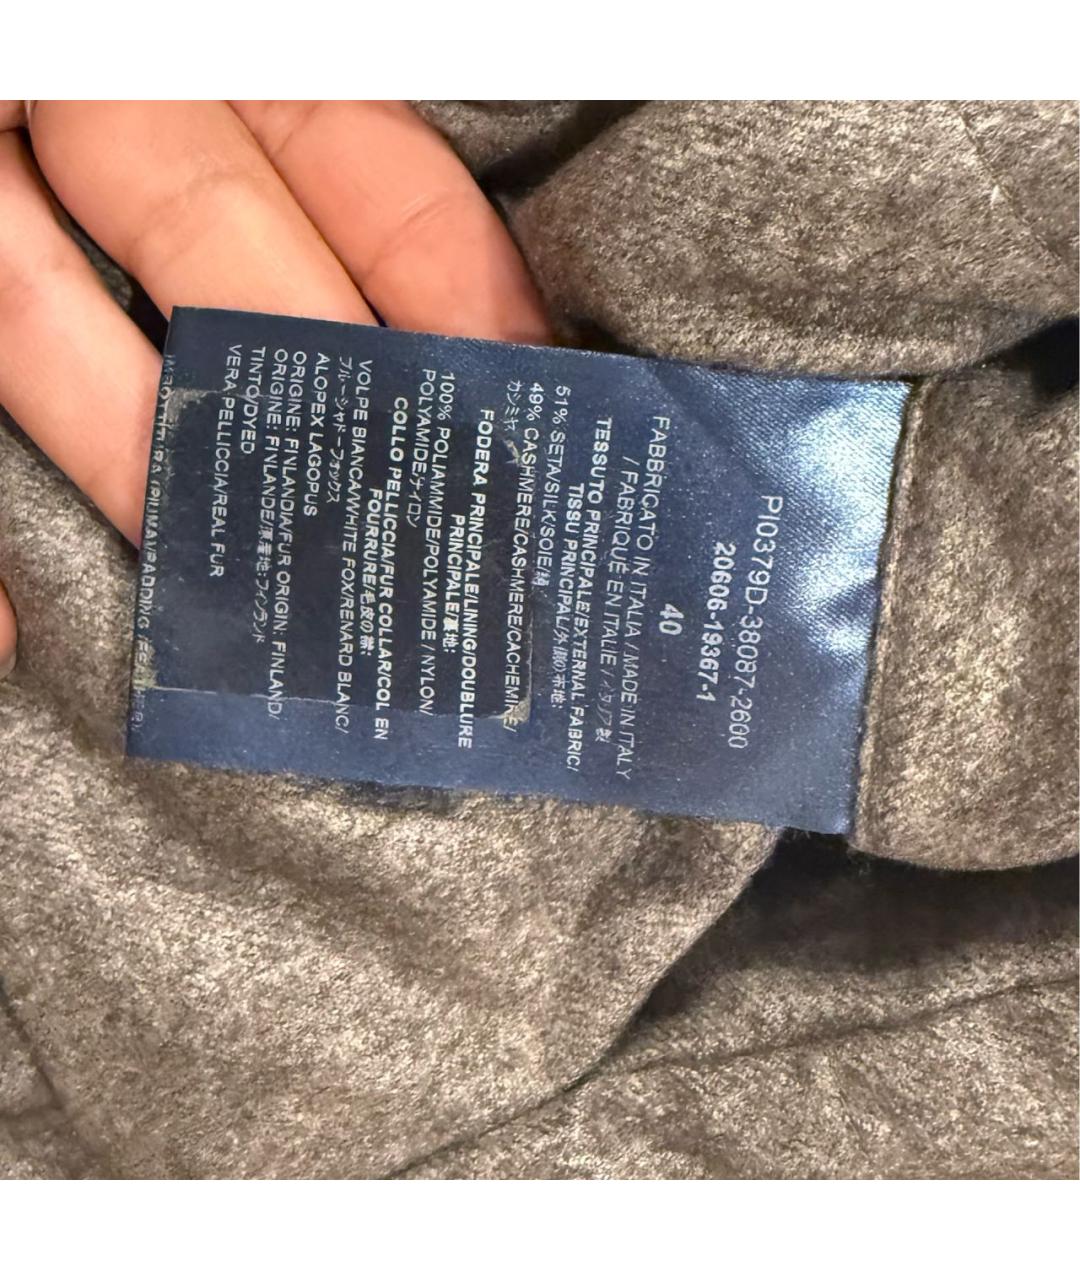 PI0379D-38087-2600
20606-19367-1
40
FABBRICATO IN ITALIA / MADE IN ITALY
/ FABRIQUÉ EN ITALIE / イタリア製
TESSUTO PRINCIPALE/EXTERNAL FABRIC/
TISSU PRINCIPAL/外側の布地:
51% SETA/SILK/SOIE/絹
49% CASHMERE/CASHMERE/CACHEMIRE/
カシミヤ
FODERA PRINCIPALE/LINING/DOUBLURE
PRINCIPALE/裏地:
100% POLIAMMIDE/POLYAMIDE / NYLON/
POLYAMIDE/ナイロン
COLLO PELLICCIA/FUR COLLAR/COL EN
FOURRURE/毛皮の襟:
VOLPE BIANCA/WHITE FOX/RENARD BLANC/
ブルーシャドーフォックス
ALOPEX LAGOPUS
ORIGINE: FINLANDIA/FUR ORIGIN: FINLAND/
ORIGINE: FINLANDE/原産地:フィンランド
TINTO/DYED
VERA PELLICCIA/REAL FUR